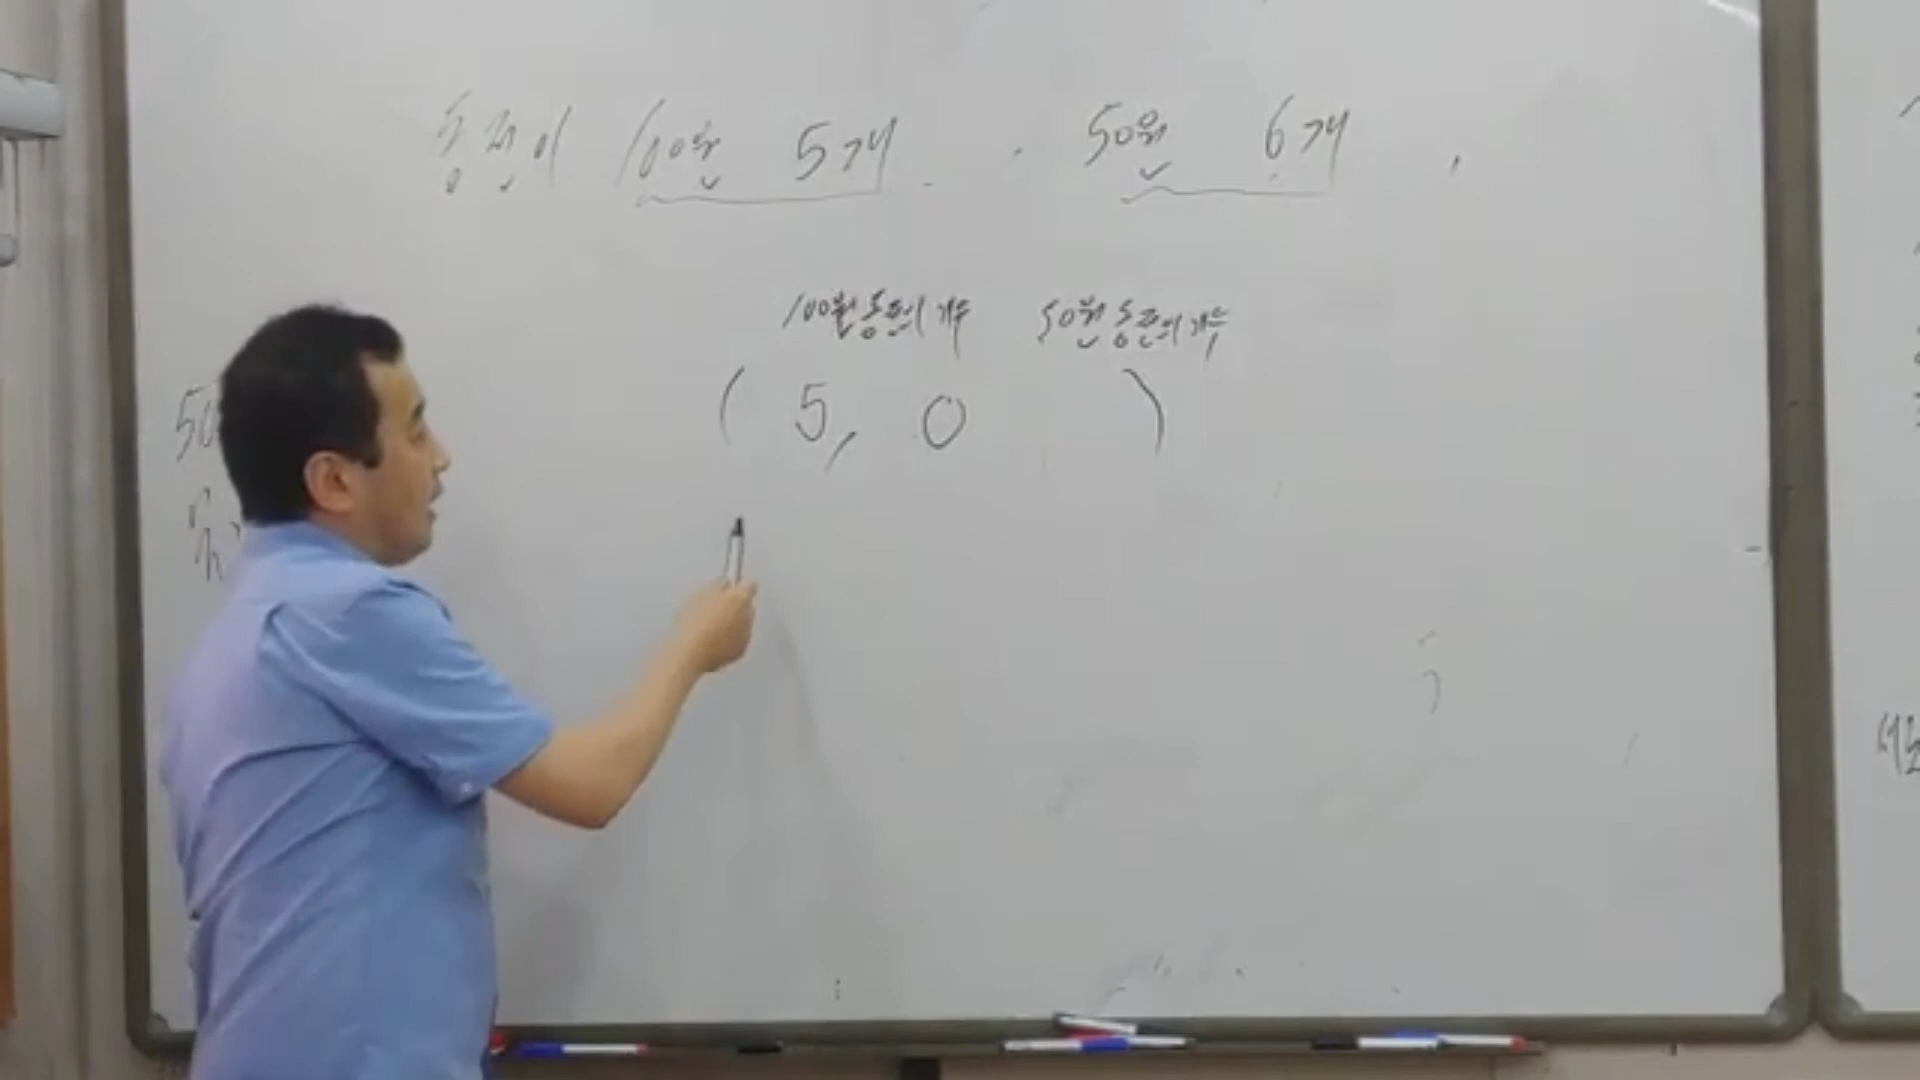 동전이 100원 5개. 50원 6개.
100원동전의 개수 50원동전의 개수
( 5, 0 )
50